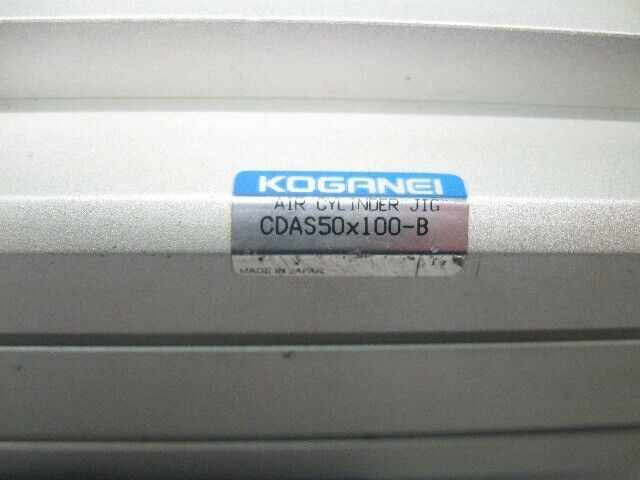 KOGANEI
AIR CYLINDER JIG
CDAS50x100-B
MADE IN JAPAN